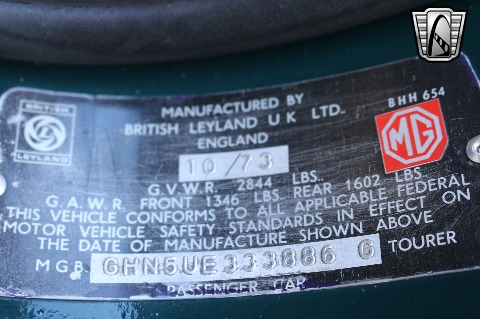 BRITISH
LEYLAND
MANUFACTURED BY
BRITISH LEYLAND U K LTD.
ENGLAND
10/73
BHH 654
MG
G.V.W.R. 2844 LBS.
G.A.W.R. FRONT 1346 LBS REAR 1602 LBS
THIS VEHICLE CONFORMS TO ALL APPLICABLE FEDERAL
MOTOR VEHICLE SAFETY STANDARDS IN EFFECT ON
THE DATE OF MANUFACTURE SHOWN ABOVE
MGB GHN5UE333886 G TOURER
PASSENGER CAR